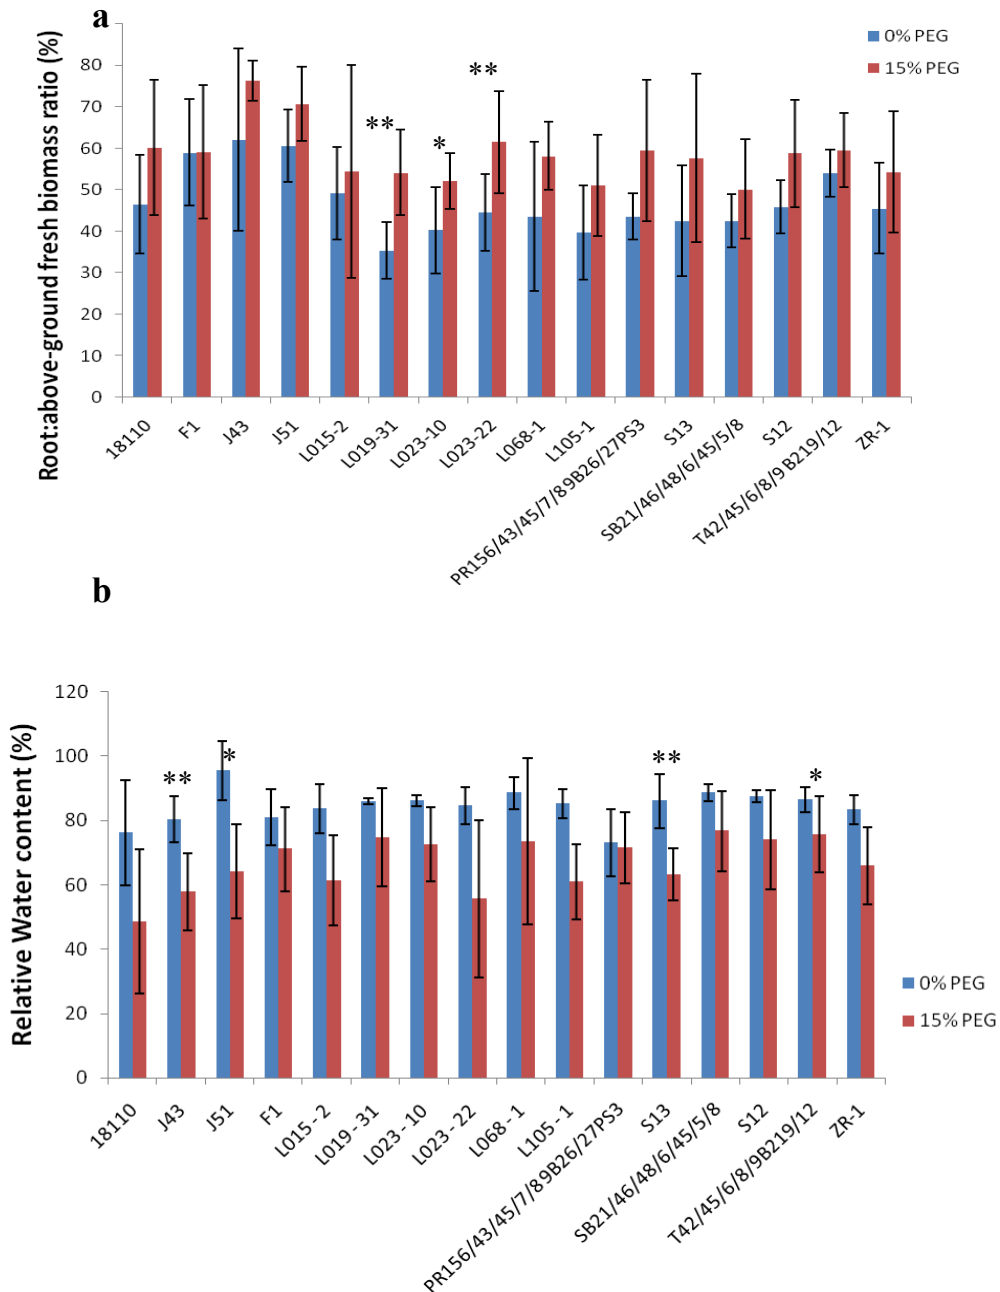 a
Root:above-ground fresh biomass ratio (%)
80
70
60
50
40
30
20
10
0
0% PEG
15% PEG
**
*
**
18110
F1
J43
J51
L015-2
L019-31
L023-10
L023-22
L068-1
L105-1
PR156/43/45/7/89B26/27PS3
S13
SB21/46/48/6/45/5/8
S12
T42/45/6/8/9 B219/12
ZR-1
b
Relative Water content (%)
120
100
80
60
40
20
0
**
*
**
*
0% PEG
15% PEG
18110
J43
J51
F1
L015 - 2
L019 - 31
L023 - 10
L023 - 22
L068 - 1
L105 - 1
PR156/43/45/7/89B26/27PS3
S13
SB21/46/48/6/45/5/8
S12
T42/45/6/8/9B219/12
ZR-1